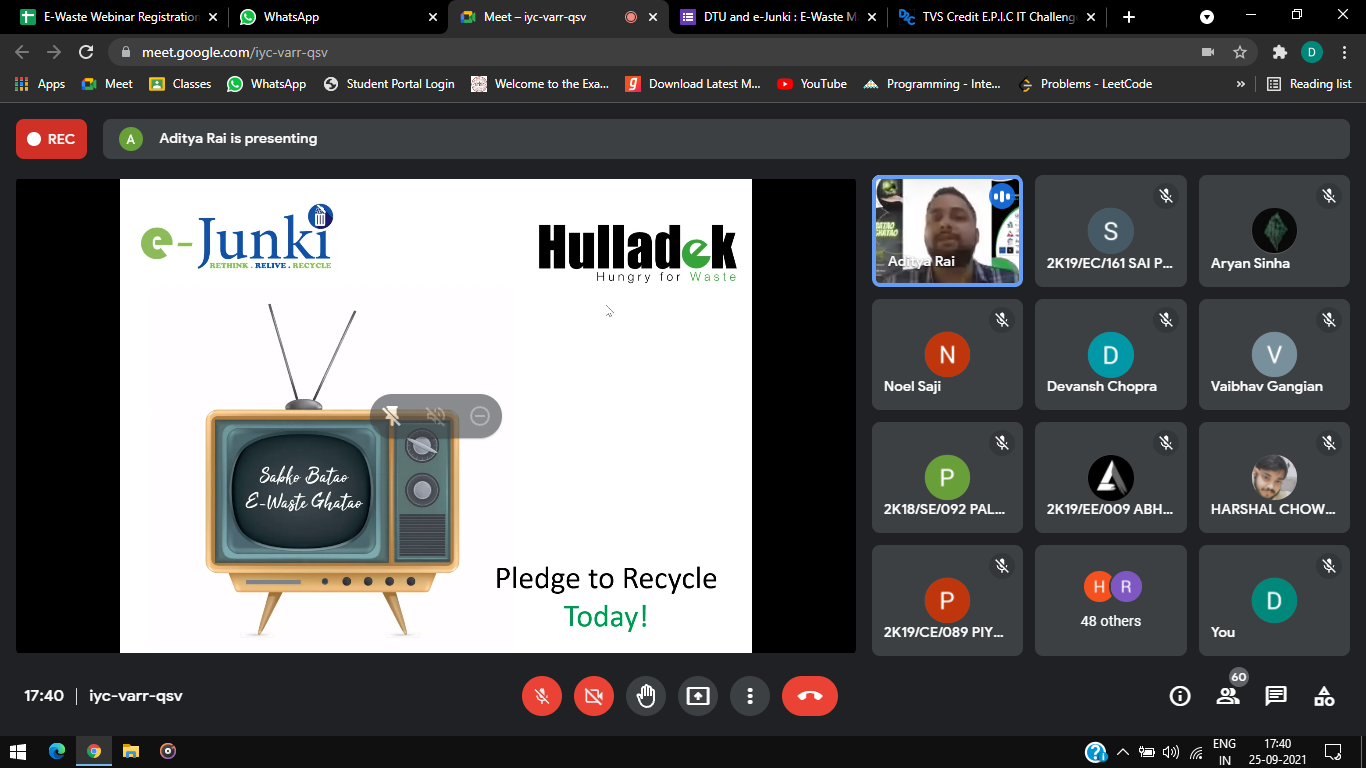 E-Waste Webinar Registration
WhatsApp
Meet – iyc-varr-qsv
DTU and e-Junki : E-Waste M
TVS Credit E.P.I.C IT Challeng
D
meet.google.com/iyc-varr-qsv
Apps
Meet
Classes
WhatsApp
Student Portal Login
Welcome to the Exa...
Download Latest M...
YouTube
Programming - Inte...
Problems - LeetCode
»
Reading list
REC
A
Aditya Rai is presenting
e-Junki
RETHINK . RELIVE . RECYCLE
Hulladek
Hungry for Waste
Sabko Batao
E-Waste Ghatao
Pledge to Recycle
Today!
Aditya Rai
S
2K19/EC/161 SAI P...
Aryan Sinha
N
Noel Saji
D
Devansh Chopra
V
Vaibhav Gangian
P
2K18/SE/092 PAL...
2K19/EE/009 ABH...
HARSHAL CHOW...
P
2K19/CE/089 PIY...
H R
48 others
D
You
17:40 | iyc-varr-qsv
60
ENG
IN
17:40
25-09-2021